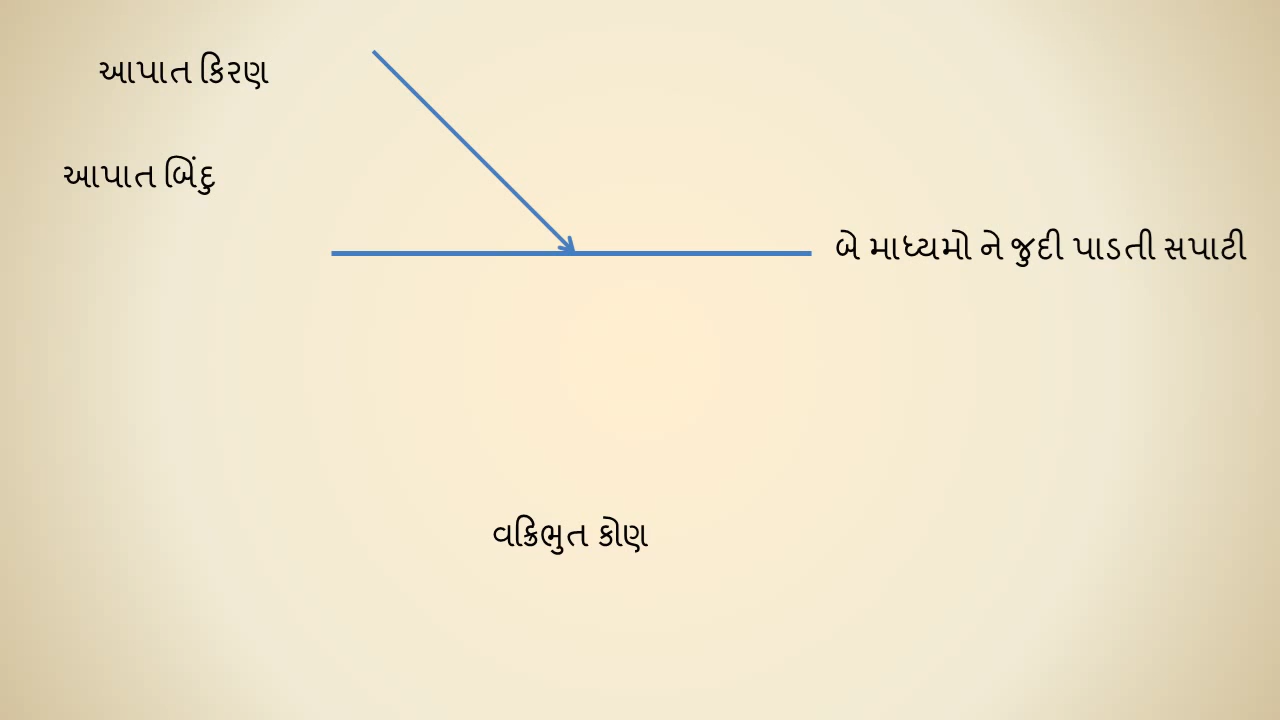 આપાત કિરણ
આપાત બિંદુ
બે માધ્યમો ને જુદી પાડતી સપાટી
વક્રિભુત કોણ